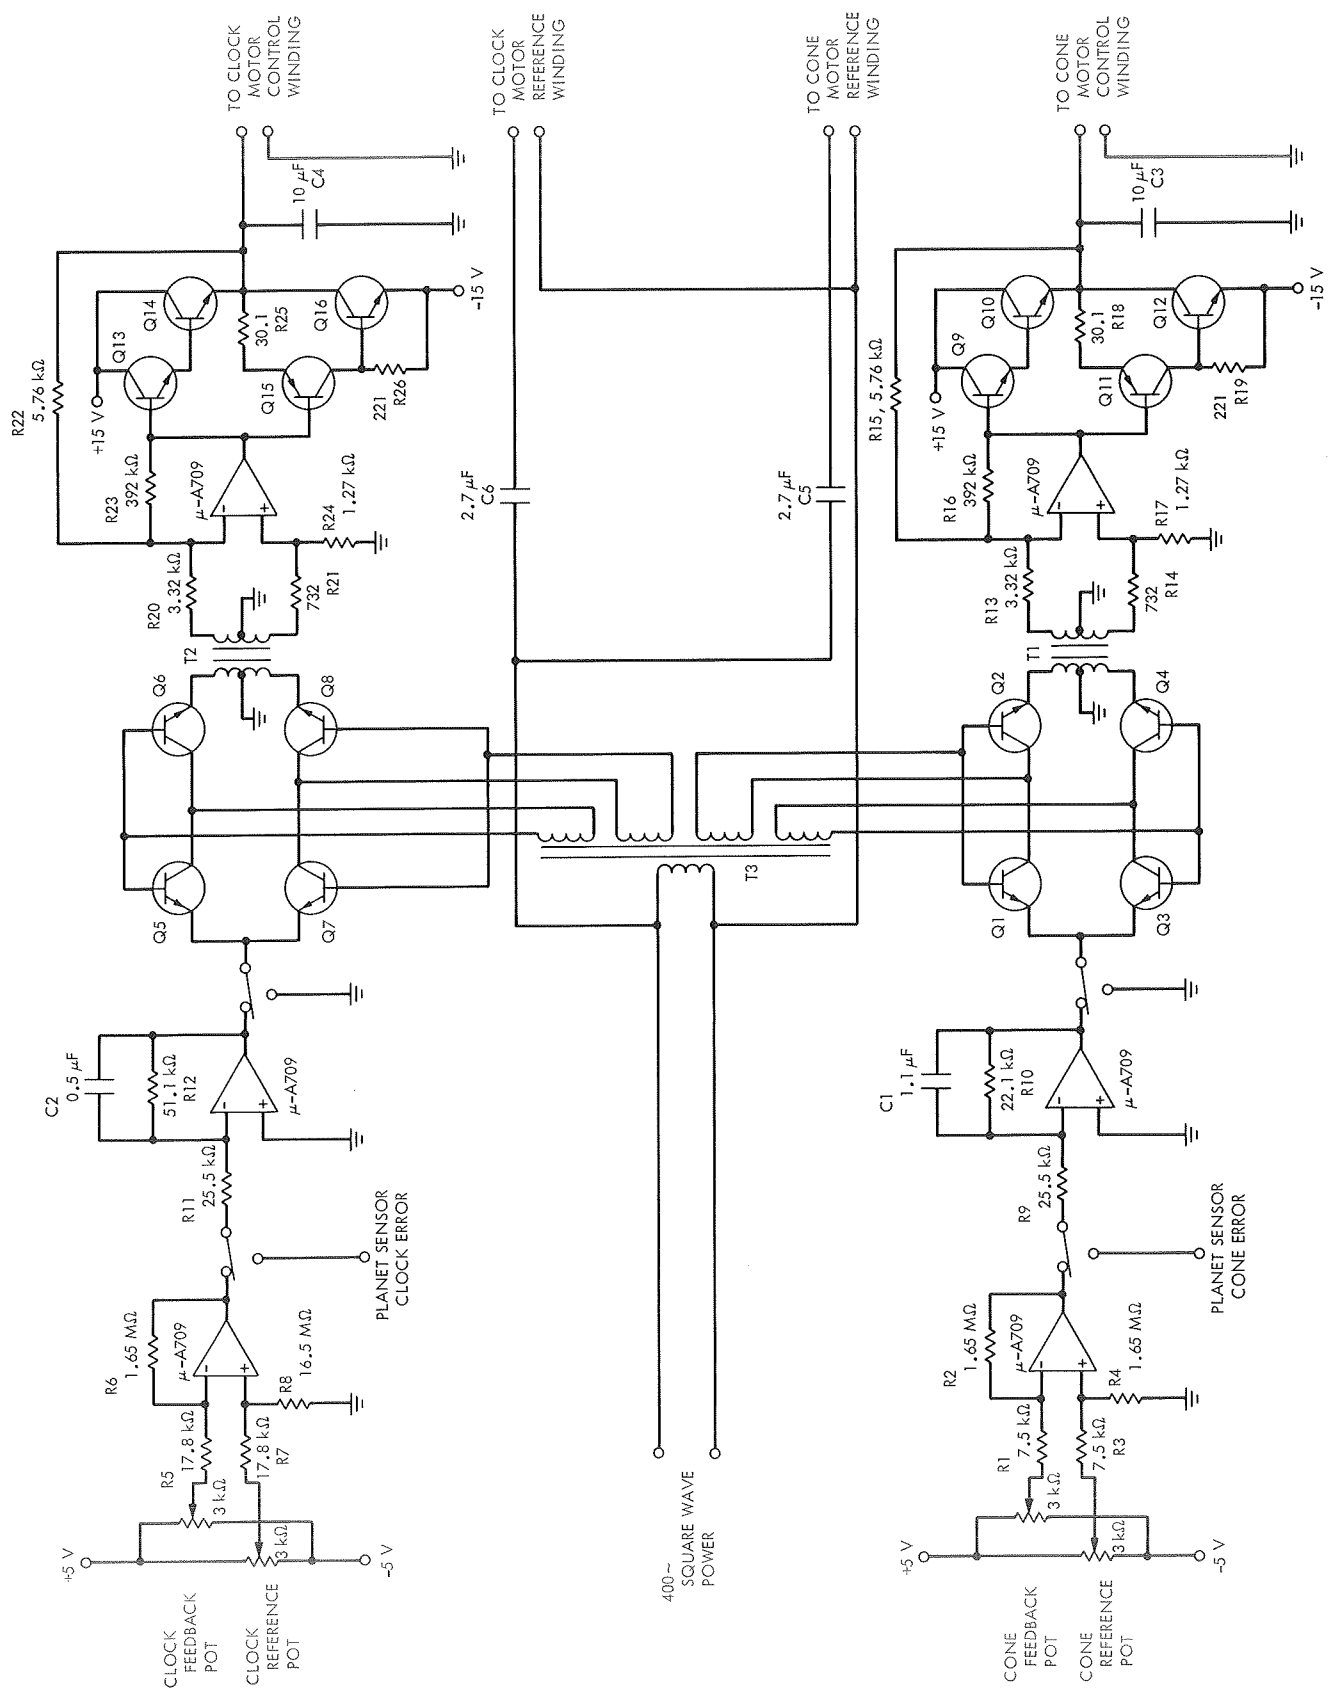 CLOCK
FEEDBACK
POT
CLOCK
REFERENCE
POT
+5 V
-5 V
3 kΩ
3 kΩ
R5
17.8 kΩ
17.8 kΩ
R7
R6
1.65 MΩ
μ-A709
-
+
R8
16.5 MΩ
PLANET SENSOR
CLOCK ERROR
R11
25.5 kΩ
C2
0.5 μF
51.1 kΩ
R12
-
+
μ-A709
Q5
Q7
Q6
Q8
T2
R20
3.32 kΩ
732
R21
R24
1.27 kΩ
R23
392 kΩ
μ-A709
-
+
R22
5.76 kΩ
+15 V
Q13
Q14
Q15
Q16
30.1
R25
221
R26
-15 V
10 μF
C4
TO CLOCK
MOTOR
CONTROL
WINDING
400~
SQUARE WAVE
POWER
T3
2.7 μF
C6
2.7 μF
C5
TO CLOCK
MOTOR
REFERENCE
WINDING
TO CONE
MOTOR
REFERENCE
WINDING
CONE
FEEDBACK
POT
CONE
REFERENCE
POT
+5 V
-5 V
3 kΩ
3 kΩ
R1
7.5 kΩ
7.5 kΩ
R3
R2
1.65 MΩ
μ-A709
-
+
R4
1.65 MΩ
PLANET SENSOR
CONE ERROR
R9
25.5 kΩ
C1
1.1 μF
22.1 kΩ
R10
-
+
μ-A709
Q1
Q3
Q2
Q4
T1
R13
3.32 kΩ
732
R14
R17
1.27 kΩ
R16
392 kΩ
μ-A709
-
+
R15, 5.76 kΩ
+15 V
Q9
Q10
Q11
Q12
30.1
R18
221
R19
-15 V
10 μF
C3
TO CONE
MOTOR
CONTROL
WINDING